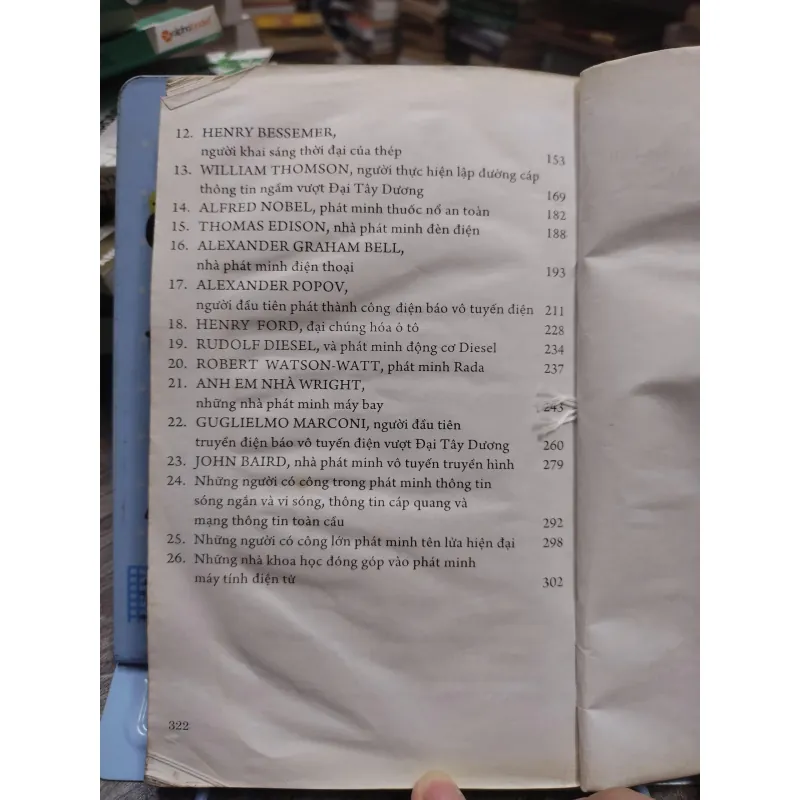 12. HENRY BESSEMER,
người khai sáng thời đại của thép 153
13. WILLIAM THOMSON, người thực hiện lập đường cáp
thông tin ngầm vượt Đại Tây Dương 169
14. ALFRED NOBEL, phát minh thuốc nổ an toàn 182
15. THOMAS EDISON, nhà phát minh đèn điện 188
16. ALEXANDER GRAHAM BELL,
nhà phát minh điện thoại 193
17. ALEXANDER POPOV,
người đầu tiên phát thành công điện báo vô tuyến điện 211
18. HENRY FORD, đại chúng hóa ô tô 228
19. RUDOLF DIESEL, và phát minh động cơ Diesel 234
20. ROBERT WATSON-WATT, phát minh Rada 237
21. ANH EM NHÀ WRIGHT,
những nhà phát minh máy bay 243
22. GUGLIELMO MARCONI, người đầu tiên
truyền điện báo vô tuyến điện vượt Đại Tây Dương 260
23. JOHN BAIRD, nhà phát minh vô tuyến truyền hình 279
24. Những người có công trong phát minh thông tin
sóng ngắn và vi sóng, thông tin cáp quang và
mạng thông tin toàn cầu 292
25. Những người có công lớn phát minh tên lửa hiện đại 298
26. Những nhà khoa học đóng góp vào phát minh
máy tính điện tử 302
322